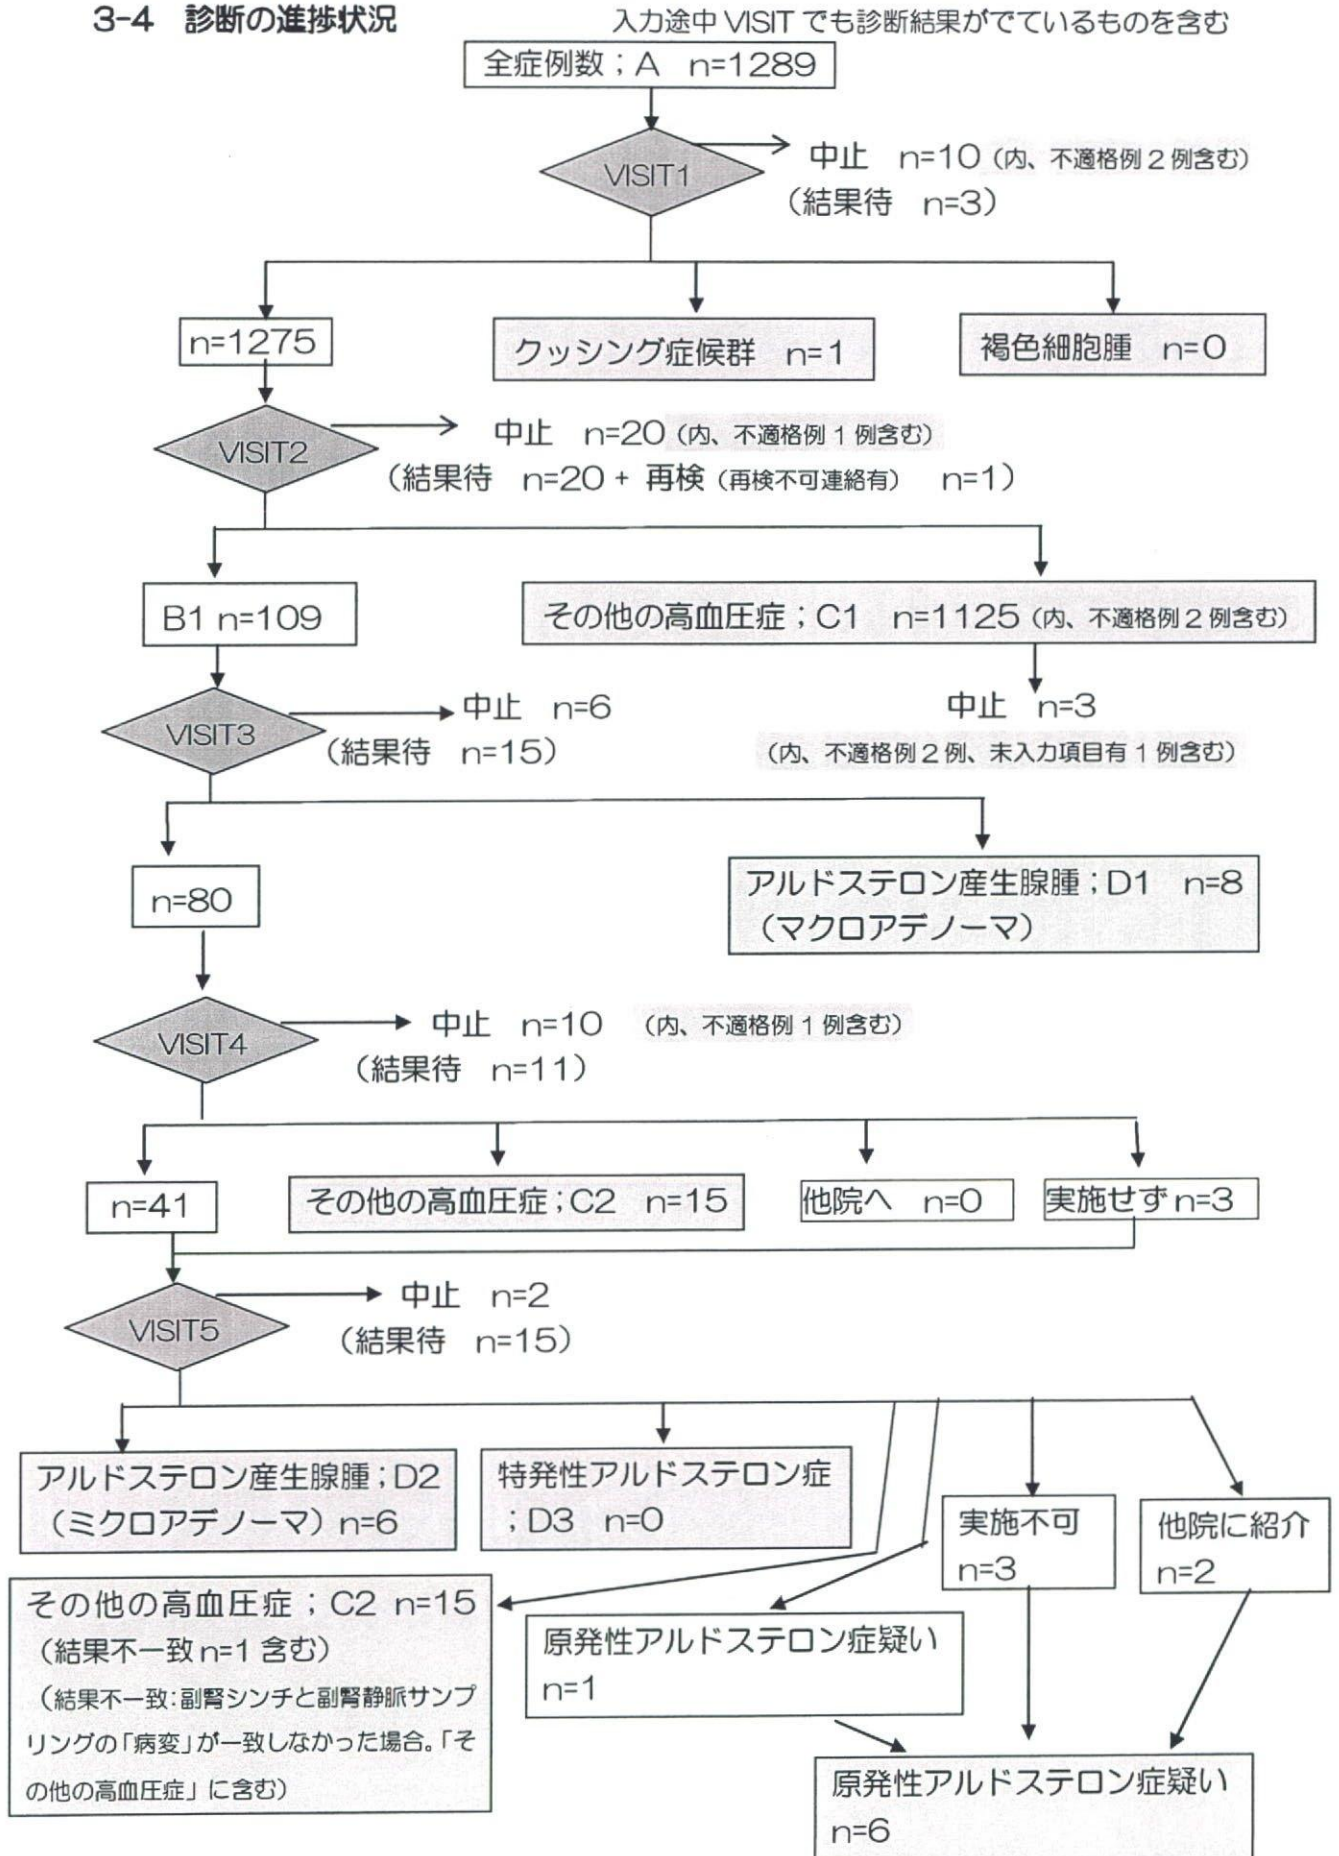 3-4 診断の進捗状況
入力途中 VISIT でも診断結果がでているものを含む
全症例数；A n=1289
VISIT1
中止 n=10（内、不適格例 2 例含む）
（結果待 n=3）
n=1275
クッシング症候群 n=1
褐色細胞腫 n=0
VISIT2
中止 n=20（内、不適格例 1 例含む）
（結果待 n=20 + 再検（再検不可連絡有） n=1）
B1 n=109
その他の高血圧症；C1 n=1125（内、不適格例 2 例含む）
VISIT3
中止 n=6
（結果待 n=15）
中止 n=3
（内、不適格例 2 例、未入力項目有 1 例含む）
n=80
アルドステロン産生腺腫；D1 n=8
（マクロアデノーマ）
VISIT4
中止 n=10 （内、不適格例 1 例含む）
（結果待 n=11）
n=41
その他の高血圧症；C2 n=15
他院へ n=0
実施せず n=3
VISIT5
中止 n=2
（結果待 n=15）
アルドステロン産生腺腫；D2
（ミクロアデノーマ）n=6
特発性アルドステロン症
；D3 n=0
実施不可
n=3
他院に紹介
n=2
その他の高血圧症；C2 n=15
（結果不一致 n=1 含む）
（結果不一致：副腎シンチと副腎静脈サンプ
リングの「病変」が一致しなかった場合。「そ
の他の高血圧症」に含む）
原発性アルドステロン症疑い
n=1
原発性アルドステロン症疑い
n=6